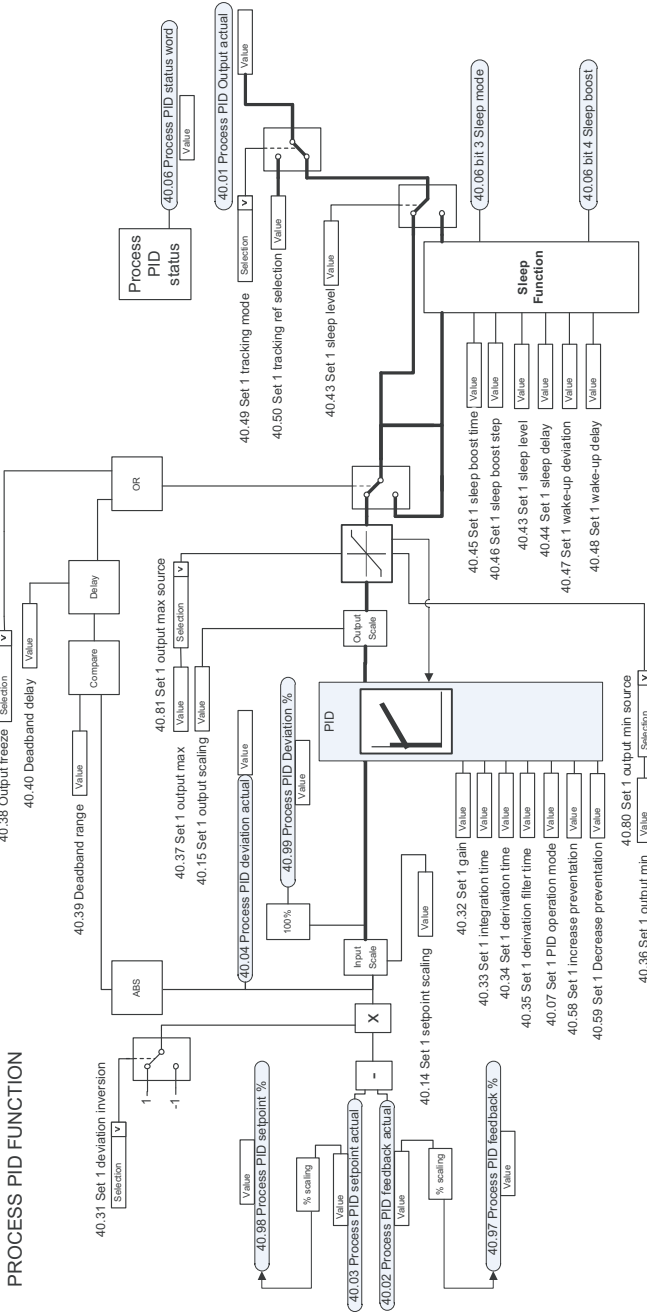 PROCESS PID FUNCTION
40.31 Set 1 deviation inversion
Selection
1
-1
Value
40.98 Process PID setpoint %
% scaling
Value
40.03 Process PID setpoint actual
40.02 Process PID feedback actual
Value
% scaling
40.97 Process PID feedback %
Value
-
X
ABS
40.14 Set 1 setpoint scaling
Value
Input Scale
100%
40.04 Process PID deviation actual
Value
40.99 Process PID Deviation %
Value
40.38 Output freeze
Selection
40.40 Deadband delay
Value
40.39 Deadband range
Value
Compare
Delay
OR
40.81 Set 1 output max source
40.37 Set 1 output max
Value
Selection
40.15 Set 1 output scaling
Value
PID
Output Scale
40.32 Set 1 gain
Value
40.33 Set 1 integration time
Value
40.34 Set 1 derivation time
Value
40.35 Set 1 derivation filter time
Value
40.07 Set 1 PID operation mode
Value
40.58 Set 1 increase preventation
Value
40.59 Set 1 Decrease preventation
Value
40.80 Set 1 output min source
40.36 Set 1 output min
Value
Selection
Process PID status
40.06 Process PID status word
Value
40.01 Process PID Output actual
Value
40.49 Set 1 tracking mode
Selection
40.50 Set 1 tracking ref selection
Value
40.43 Set 1 sleep level
Value
40.45 Set 1 sleep boost time
Value
40.46 Set 1 sleep boost step
Value
40.43 Set 1 sleep level
Value
40.44 Set 1 sleep delay
Value
40.47 Set 1 wake-up deviation
Value
40.48 Set 1 wake-up delay
Value
Sleep Function
40.06 bit 3 Sleep mode
40.06 bit 4 Sleep boost